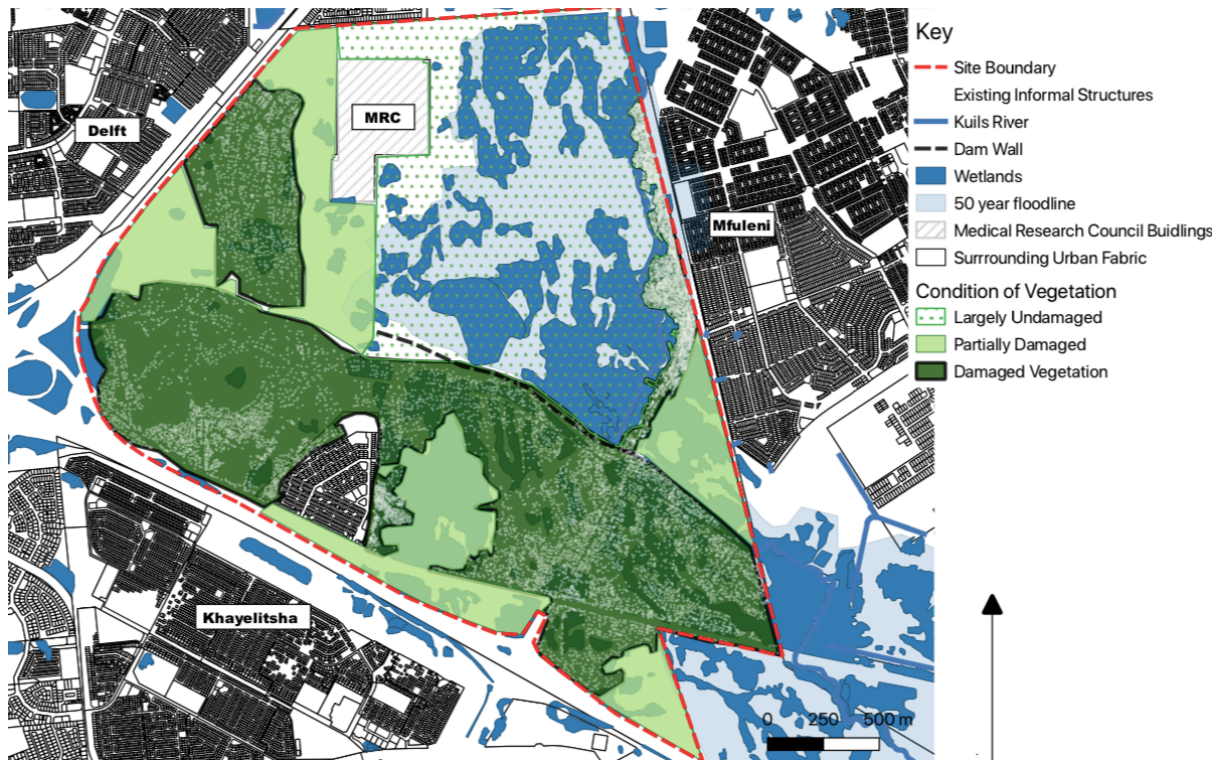 Key
Site Boundary
Existing Informal Structures
Kuils River
Dam Wall
Wetlands
50 year floodline
Medical Research Council Buidlings
Surrrounding Urban Fabric
Condition of Vegetation
Largely Undamaged
Partially Damaged
Damaged Vegetation
MRC
Delft
Mfuleni
Khayelitsha
0 250 500 m